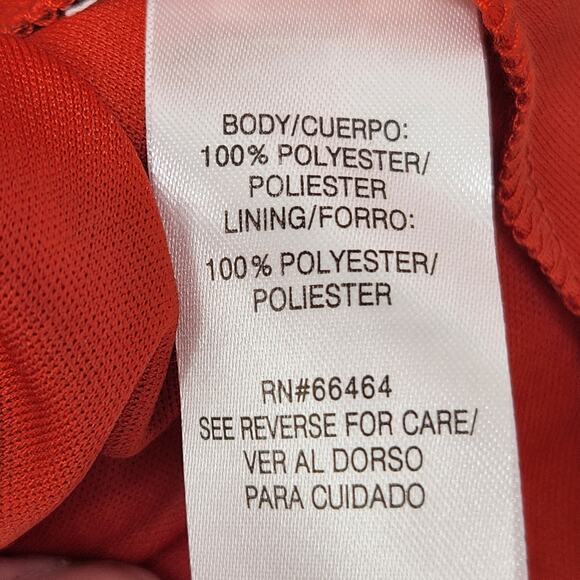 BODY/CUERPO:
100% POLYESTER/
POLIESTER
LINING/FORRO:
100% POLYESTER/
POLIESTER
RN#66464
SEE REVERSE FOR CARE/
VER AL DORSO
PARA CUIDADO